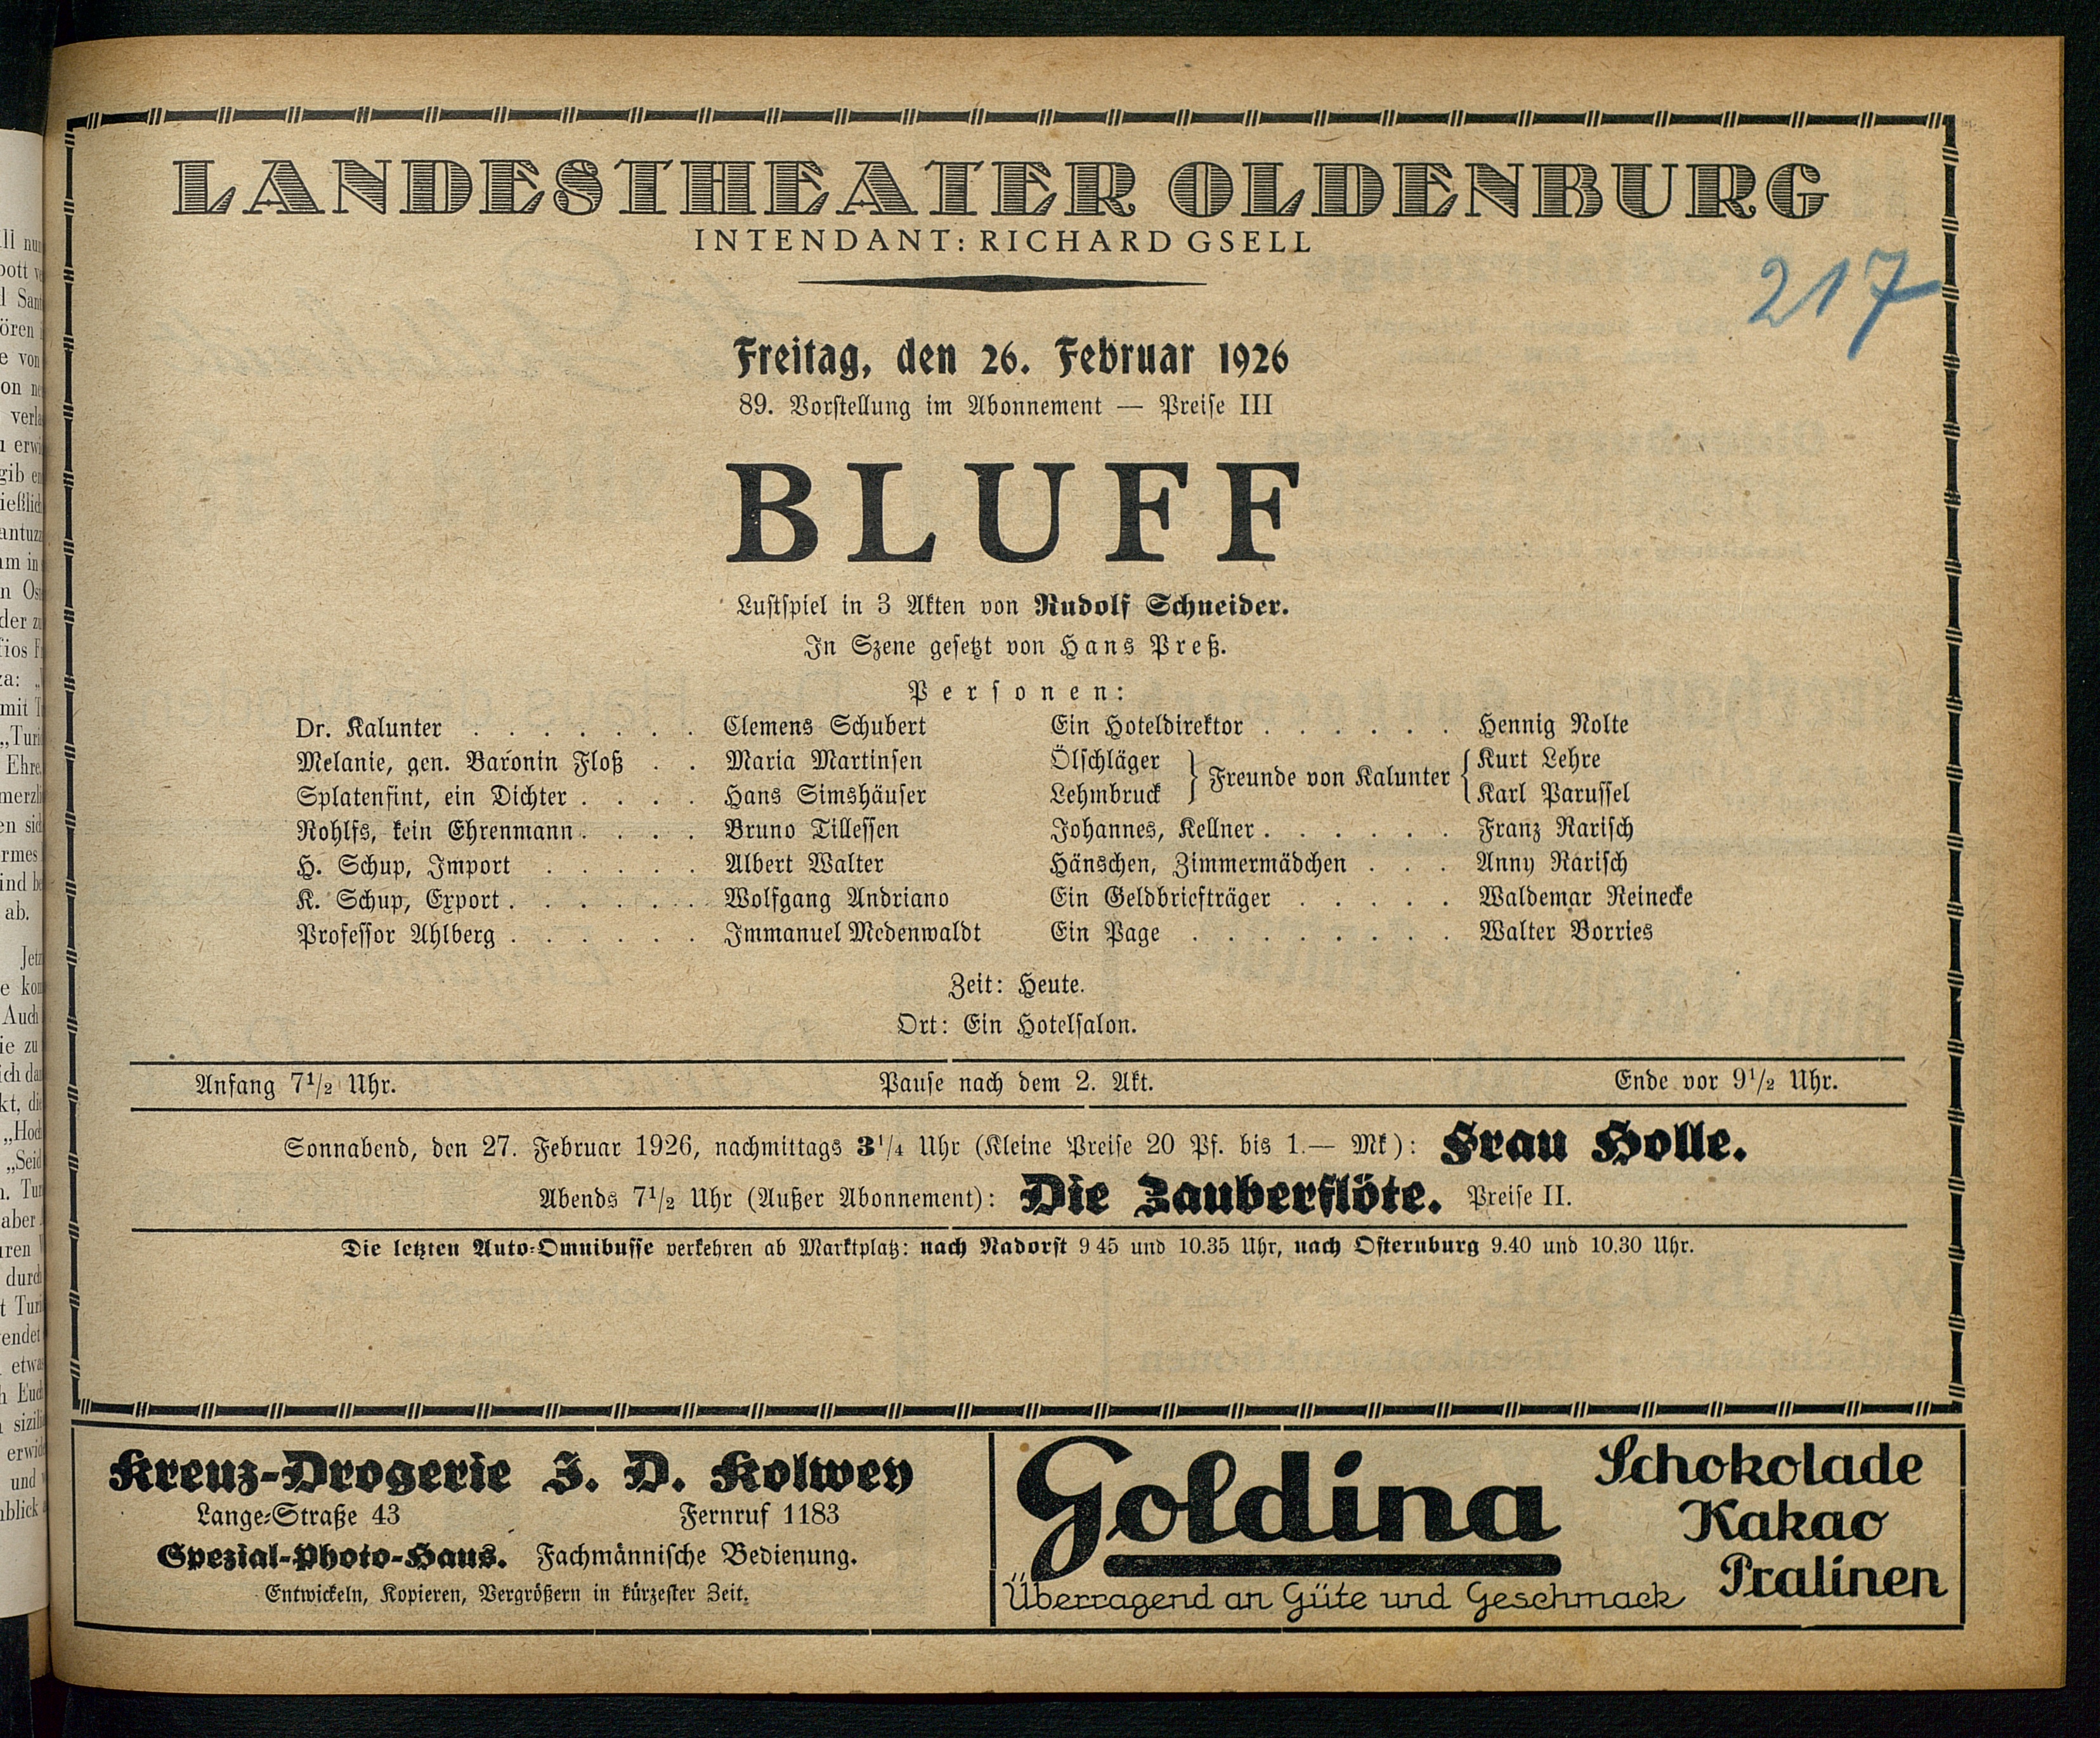 LANDESTHEATER OLDENBURG
INTENDANT: RICHARD GSELL
217
Freitag, den 26. Februar 1926
89. Vorstellung im Abonnement — Preise III
BLUFF
Lustspiel in 3 Akten von Rudolf Schneider.
In Szene gesetzt von Hans Preß.
Personen:
Dr. Kalunter . . . . . . . Clemens Schubert
Melanie, gen. Baronin Floß . . Maria Martinsen
Splatenfint, ein Dichter . . . . Hans Simshäuser
Rohlfs, kein Ehrenmann . . . . Bruno Tillessen
H. Schup, Import . . . . . Albert Walter
K. Schup, Export . . . . . . Wolfgang Andriano
Professor Ahlberg . . . . . . Immanuel Medenwaldt
Ein Hoteldirektor . . . . . . Hennig Nolte
Ölschläger } Freunde von Kalunter { Kurt Lehre
Lehmbruck } { Karl Parussel
Johannes, Kellner . . . . . . Franz Rarisch
Hänschen, Zimmermädchen . . . Anny Rarisch
Ein Geldbriefträger . . . . . Waldemar Reinecke
Ein Page . . . . . . . . Walter Borries
Zeit: Heute.
Ort: Ein Hotelsalon.
Anfang 7½ Uhr. Pause nach dem 2. Akt. Ende vor 9½ Uhr.
Sonnabend, den 27. Februar 1926, nachmittags 3¼ Uhr (Kleine Preise 20 Pf. bis 1.— Mk): Frau Holle.
Abends 7½ Uhr (Außer Abonnement): Die Zauberflöte. Preise II.
Die letzten Auto-Omnibusse verkehren ab Marktplatz: nach Nadorst 9 45 und 10.35 Uhr, nach Osternburg 9.40 und 10.30 Uhr.
Kreuz-Drogerie J. D. Kolwey
Lange-Straße 43 Fernruf 1183
Spezial-Photo-Haus. Fachmännische Bedienung.
Entwickeln, Kopieren, Vergrößern in kürzester Zeit.
Goldina
Schokolade
Kakao
Pralinen
Überragend an Güte und Geschmack